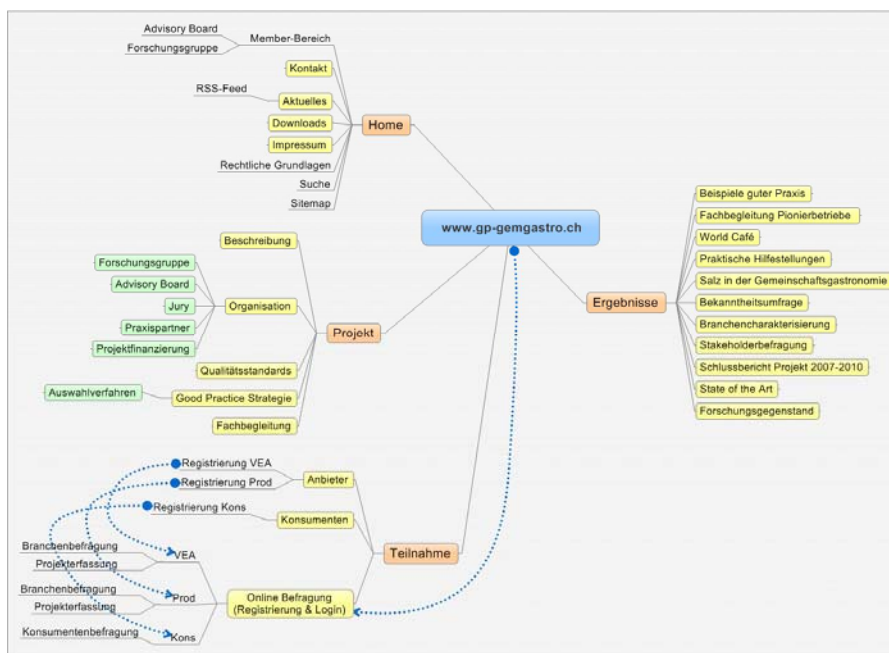 www.gp-gemgastro.ch
Home
Member-Bereich
Advisory Board
Forschungsgruppe
Kontakt
Aktuelles
RSS-Feed
Downloads
Impressum
Rechtliche Grundlagen
Suche
Sitemap
Projekt
Beschreibung
Organisation
Forschungsgruppe
Advisory Board
Jury
Praxispartner
Projektfinanzierung
Qualitätsstandards
Good Practice Strategie
Auswahlverfahren
Fachbegleitung
Teilnahme
Anbieter
Registrierung VEA
Registrierung Prod
Konsumenten
Registrierung Kons
Online Befragung
(Registrierung & Login)
VEA
Branchenbefragung
Projekterfassung
Prod
Branchenbefragung
Projekterfassung
Kons
Konsumentenbefragung
Ergebnisse
Beispiele guter Praxis
Fachbegleitung Pionierbetriebe
World Café
Praktische Hilfestellungen
Salz in der Gemeinschaftsgastronomie
Bekanntheitsumfrage
Branchencharakterisierung
Stakeholderbefragung
Schlussbericht Projekt 2007-2010
State of the Art
Forschungsgegenstand